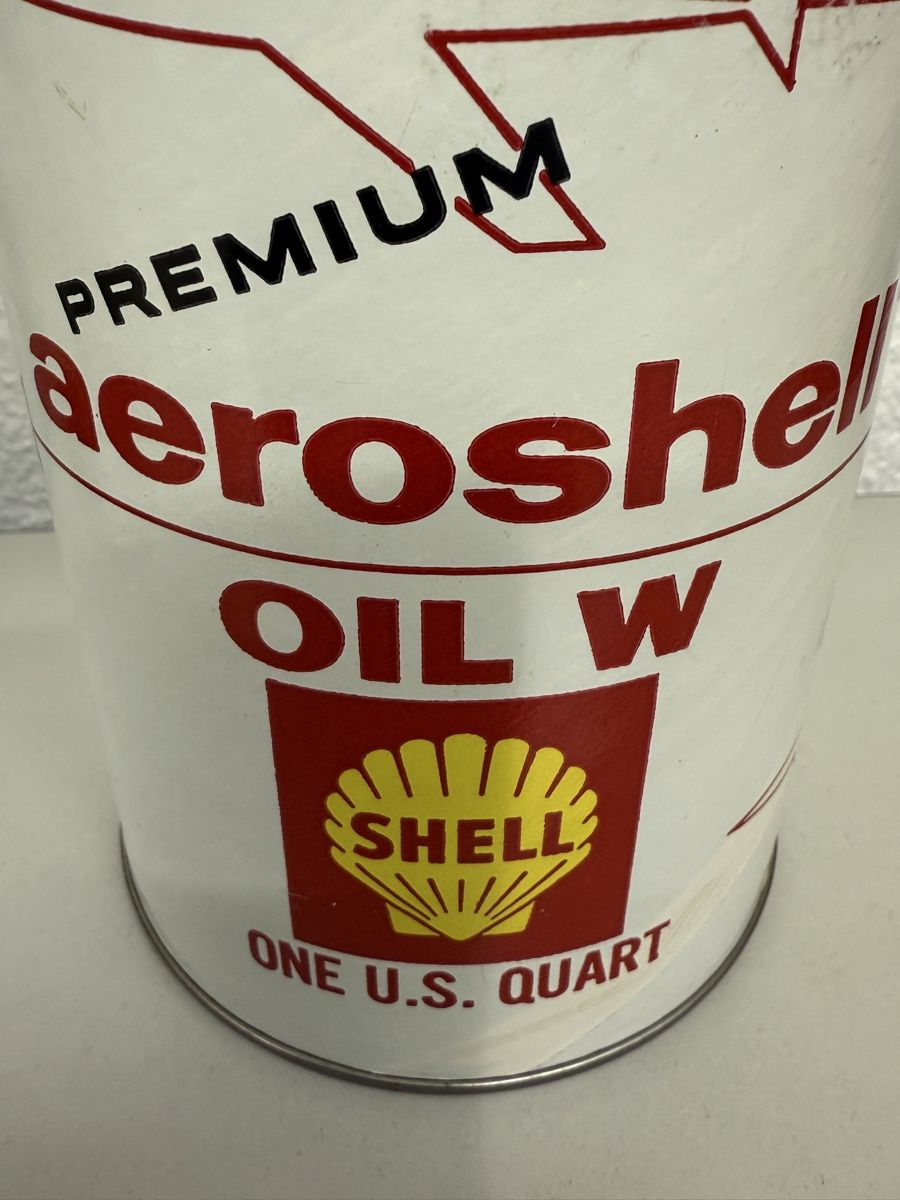 PREMIUM
aeroshell
OIL W
SHELL
ONE U.S. QUART